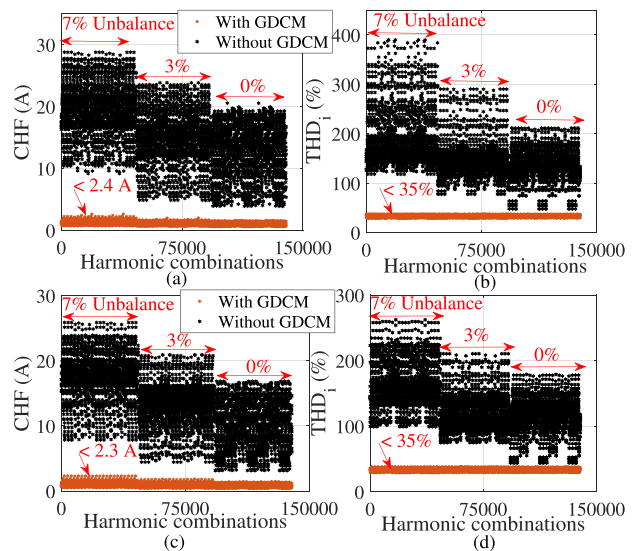 (a)
(b)
With GDCM
Without GDCM
7% Unbalance
3%
0%
< 2.4 A
CHF (A)
30
20
10
0
0
75000
150000
Harmonic combinations
(a)
7% Unbalance
3%
0%
< 35%
THDi (%)
400
300
200
100
0
0
75000
150000
Harmonic combinations
(b)
With GDCM
Without GDCM
7% Unbalance
3%
0%
< 2.3 A
CHF (A)
30
20
10
0
0
75000
150000
Harmonic combinations
(c)
7% Unbalance
3%
0%
< 35%
THDi (%)
300
200
100
0
0
75000
150000
Harmonic combinations
(d)